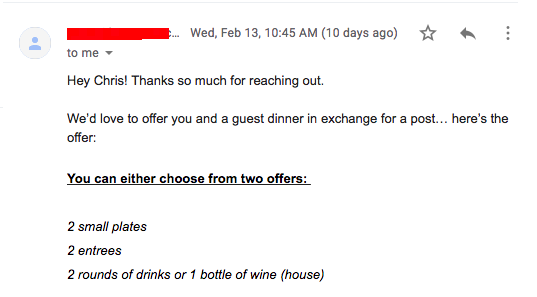 Wed, Feb 13, 10:45 AM (10 days ago)
to me
Hey Chris! Thanks so much for reaching out.
We'd love to offer you and a guest dinner in exchange for a post… here's the
offer:
You can either choose from two offers:
2 small plates
2 entrees
2 rounds of drinks or 1 bottle of wine (house)